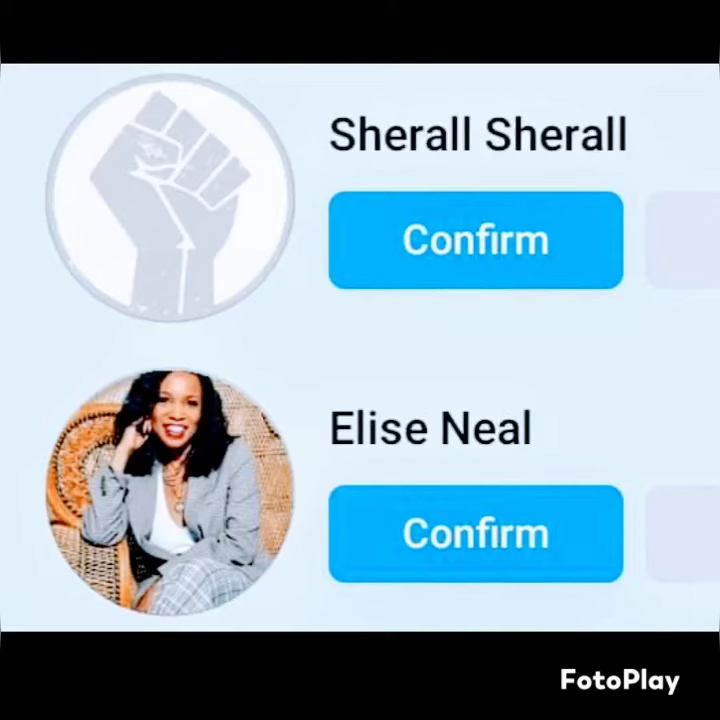 Sherall Sherall
Confirm
Elise Neal
Confirm
FotoPlay